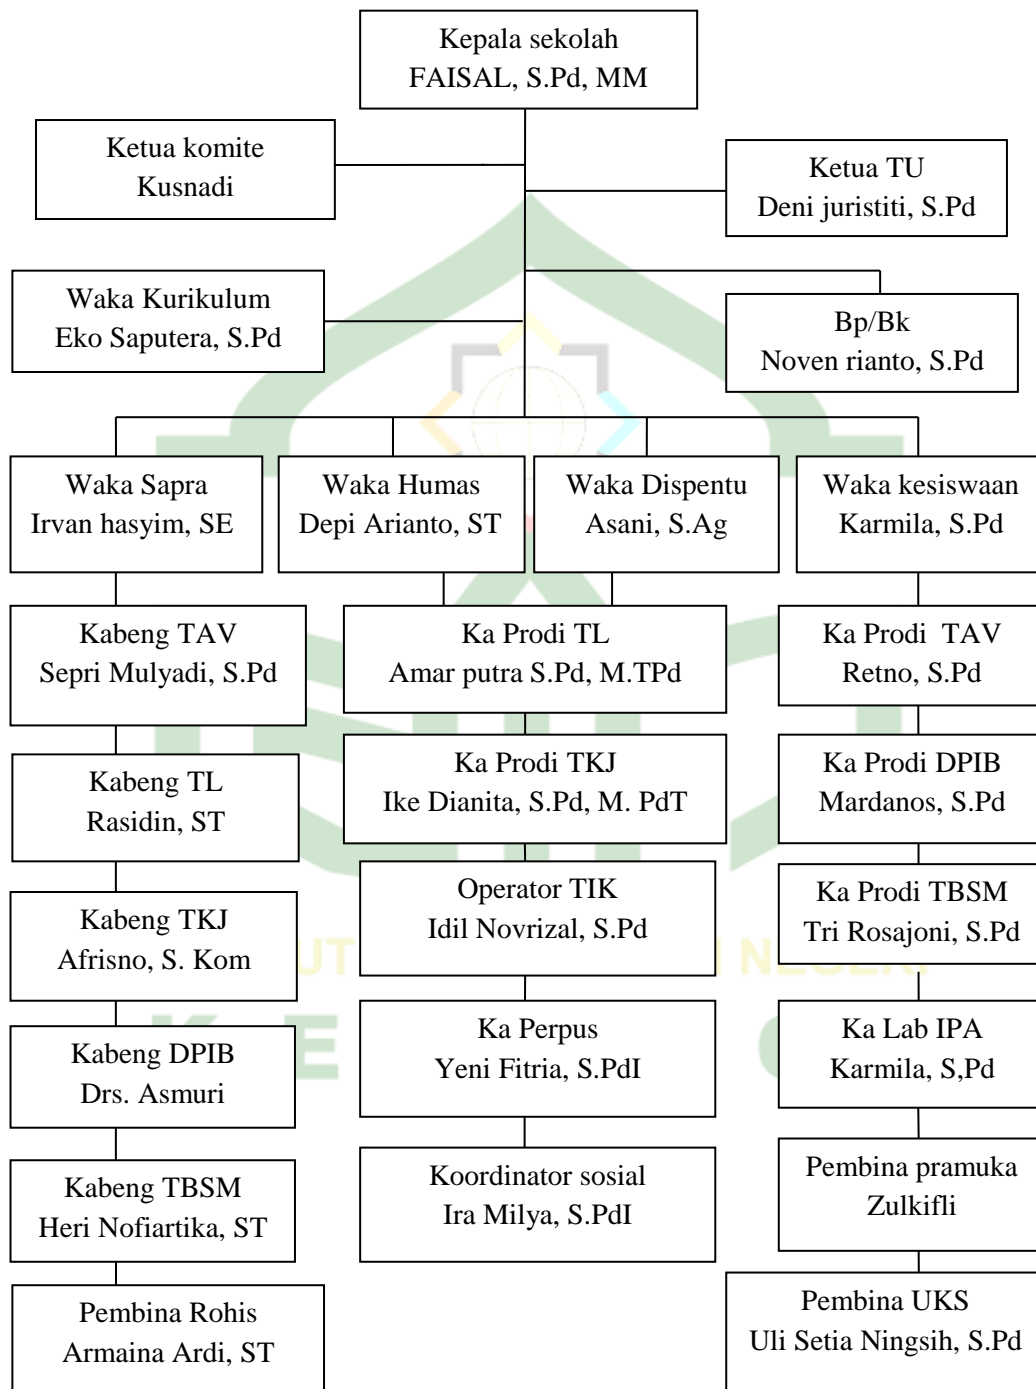 Kepala sekolah
FAISAL, S.Pd, MM
Ketua komite
Kusnadi
Ketua TU
Deni juristiti, S.Pd
Waka Kurikulum
Eko Saputera, S.Pd
Bp/Bk
Noven rianto, S.Pd
Waka Sapra
Irvan hasyim, SE
Waka Humas
Depi Arianto, ST
Waka Dispentu
Asani, S.Ag
Waka kesiswaan
Karmila, S.Pd
Kabeng TAV
Sepri Mulyadi, S.Pd
Ka Prodi TL
Amar putra S.Pd, M.TPd
Ka Prodi  TAV
Retno, S.Pd
Kabeng TL
Rasidin, ST
Ka Prodi TKJ
Ike Dianita, S.Pd, M. PdT
Ka Prodi DPIB
Mardanos, S.Pd
Kabeng TKJ
Afrisno, S. Kom
Operator TIK
Idil Novrizal, S.Pd
Ka Prodi TBSM
Tri Rosajoni, S.Pd
Kabeng DPIB
Drs. Asmuri
Ka Perpus
Yeni Fitria, S.PdI
Ka Lab IPA
Karmila, S,Pd
Kabeng TBSM
Heri Nofiartika, ST
Koordinator sosial
Ira Milya, S.PdI
Pembina pramuka
Zulkifli
Pembina Rohis
Armaina Ardi, ST
Pembina UKS
Uli Setia Ningsih, S.Pd